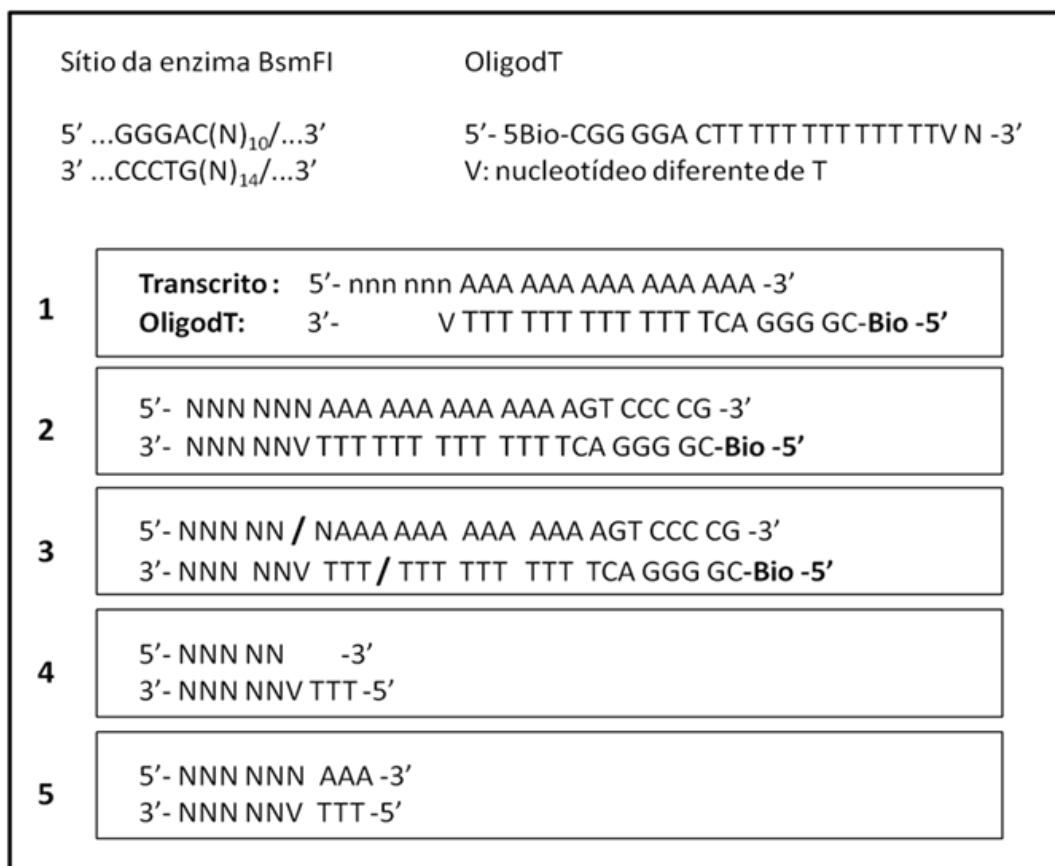 Sítio da enzima BsmFI OligodT
5’ ...GGGAC(N)10/...3’ 5’- 5Bio-CGG GGA CTT TTT TTT TTT TTV N -3’
3’ ...CCCTG(N)14/...3’ V: nucleotídeo diferente de T
1
Transcrito : 5’- nnn nnn AAA AAA AAA AAA AAA -3’
OligodT: 3’- V TTT TTT TTT TTT TCA GGG GC-Bio -5’
2
5’- NNN NNN AAA AAA AAA AAA AGT CCC CG -3’
3’- NNN NNV TTT TTT TTT TTT TCA GGG GC-Bio -5’
3
5’- NNN NN / NAAA AAA AAA AAA AGT CCC CG -3’
3’- NNN NNV TTT / TTT TTT TTT TCA GGG GC-Bio -5’
4
5’- NNN NN -3’
3’- NNN NNV TTT -5’
5
5’- NNN NNN AAA -3’
3’- NNN NNV TTT -5’